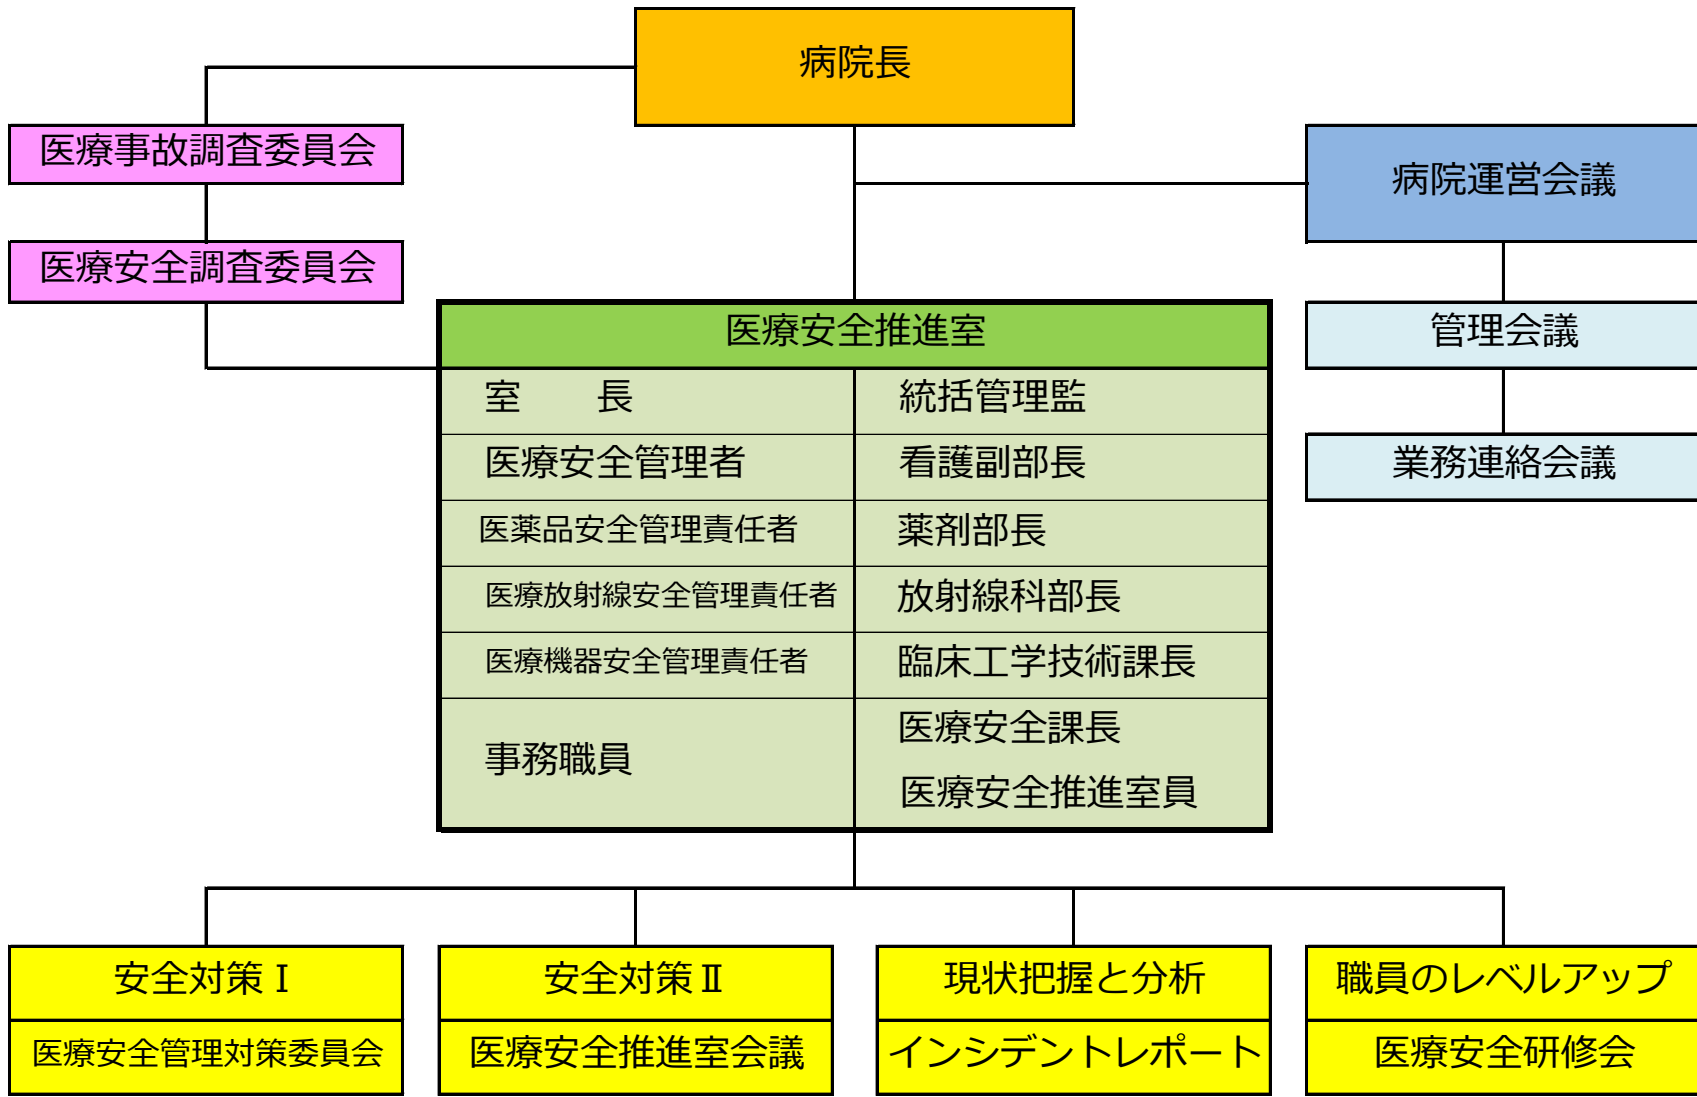 病院長
医療事故調査委員会
病院運営会議
医療安全調査委員会
医療安全推進室
管理会議
室　　長
統括管理監
医療安全管理者
看護副部長
業務連絡会議
医薬品安全管理責任者
薬剤部長
医療放射線安全管理責任者
放射線科部長
医療機器安全管理責任者
臨床工学技術課長
事務職員
医療安全課長
医療安全推進室員
安全対策Ⅰ
安全対策Ⅱ
現状把握と分析
職員のレベルアップ
医療安全管理対策委員会
医療安全推進室会議
インシデントレポート
医療安全研修会